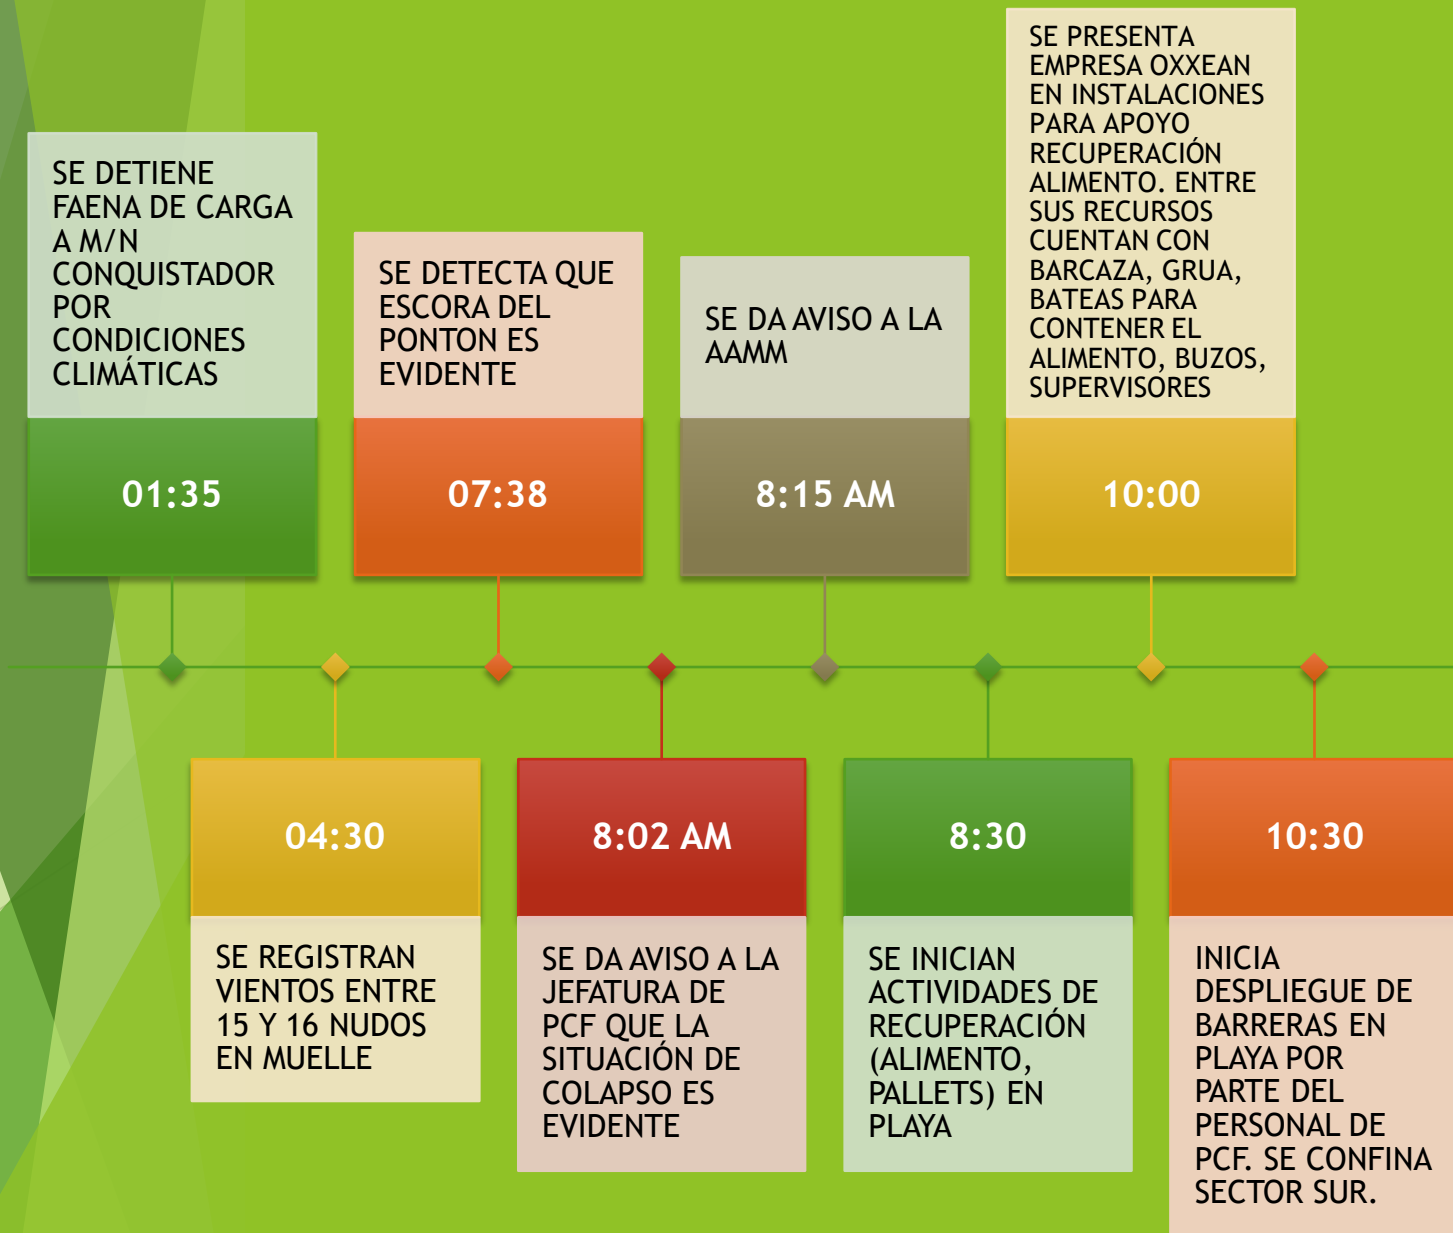 SE DETIENE
FAENA DE CARGA
A M/N
CONQUISTADOR
POR
CONDICIONES
CLIMÁTICAS
01:35
04:30
SE REGISTRAN
VIENTOS ENTRE
15 Y 16 NUDOS
EN MUELLE
SE DETECTA QUE
ESCORA DEL
PONTON ES
EVIDENTE
07:38
8:02 AM
SE DA AVISO A LA
JEFATURA DE
PCF QUE LA
SITUACIÓN DE
COLAPSO ES
EVIDENTE
SE DA AVISO A LA
AAMM
8:15 AM
8:30
SE INICIAN
ACTIVIDADES DE
RECUPERACIÓN
(ALIMENTO,
PALLETS) EN
PLAYA
SE PRESENTA
EMPRESA OXXEAN
EN INSTALACIONES
PARA APOYO
RECUPERACIÓN
ALIMENTO. ENTRE
SUS RECURSOS
CUENTAN CON
BARCAZA, GRUA,
BATEAS PARA
CONTENER EL
ALIMENTO, BUZOS,
SUPERVISORES
10:00
10:30
INICIA
DESPLIEGUE DE
BARRERAS EN
PLAYA POR
PARTE DEL
PERSONAL DE
PCF. SE CONFINA
SECTOR SUR.